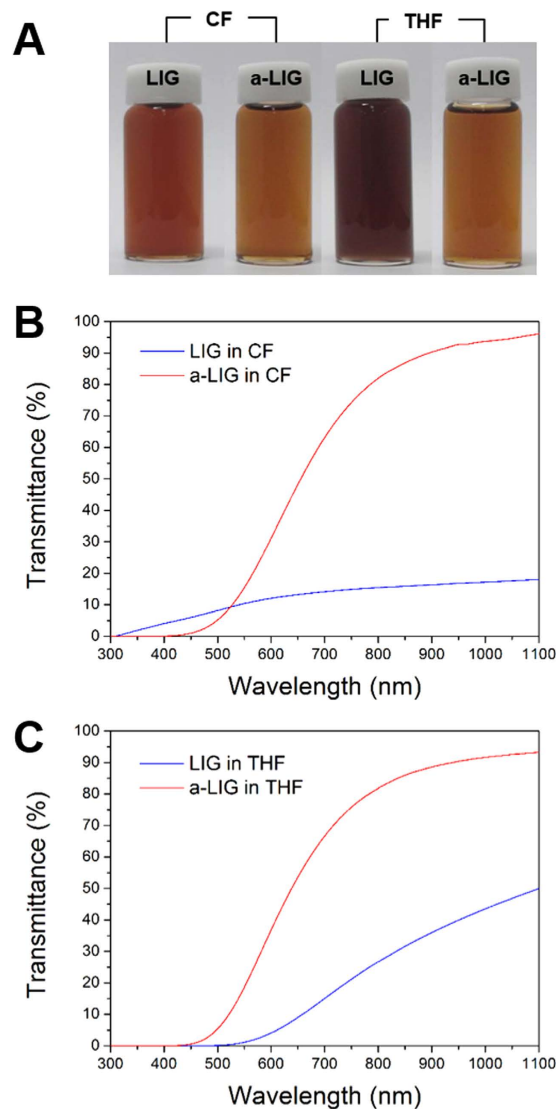 A
CF THF
LIG a-LIG LIG a-LIG
B
100
90
80
70
60
50
40
30
20
10
0
Transmittance (%)
LIG in CF
a-LIG in CF
300 400 500 600 700 800 900 1000 1100
Wavelength (nm)
C
100
90
80
70
60
50
40
30
20
10
0
Transmittance (%)
LIG in THF
a-LIG in THF
300 400 500 600 700 800 900 1000 1100
Wavelength (nm)